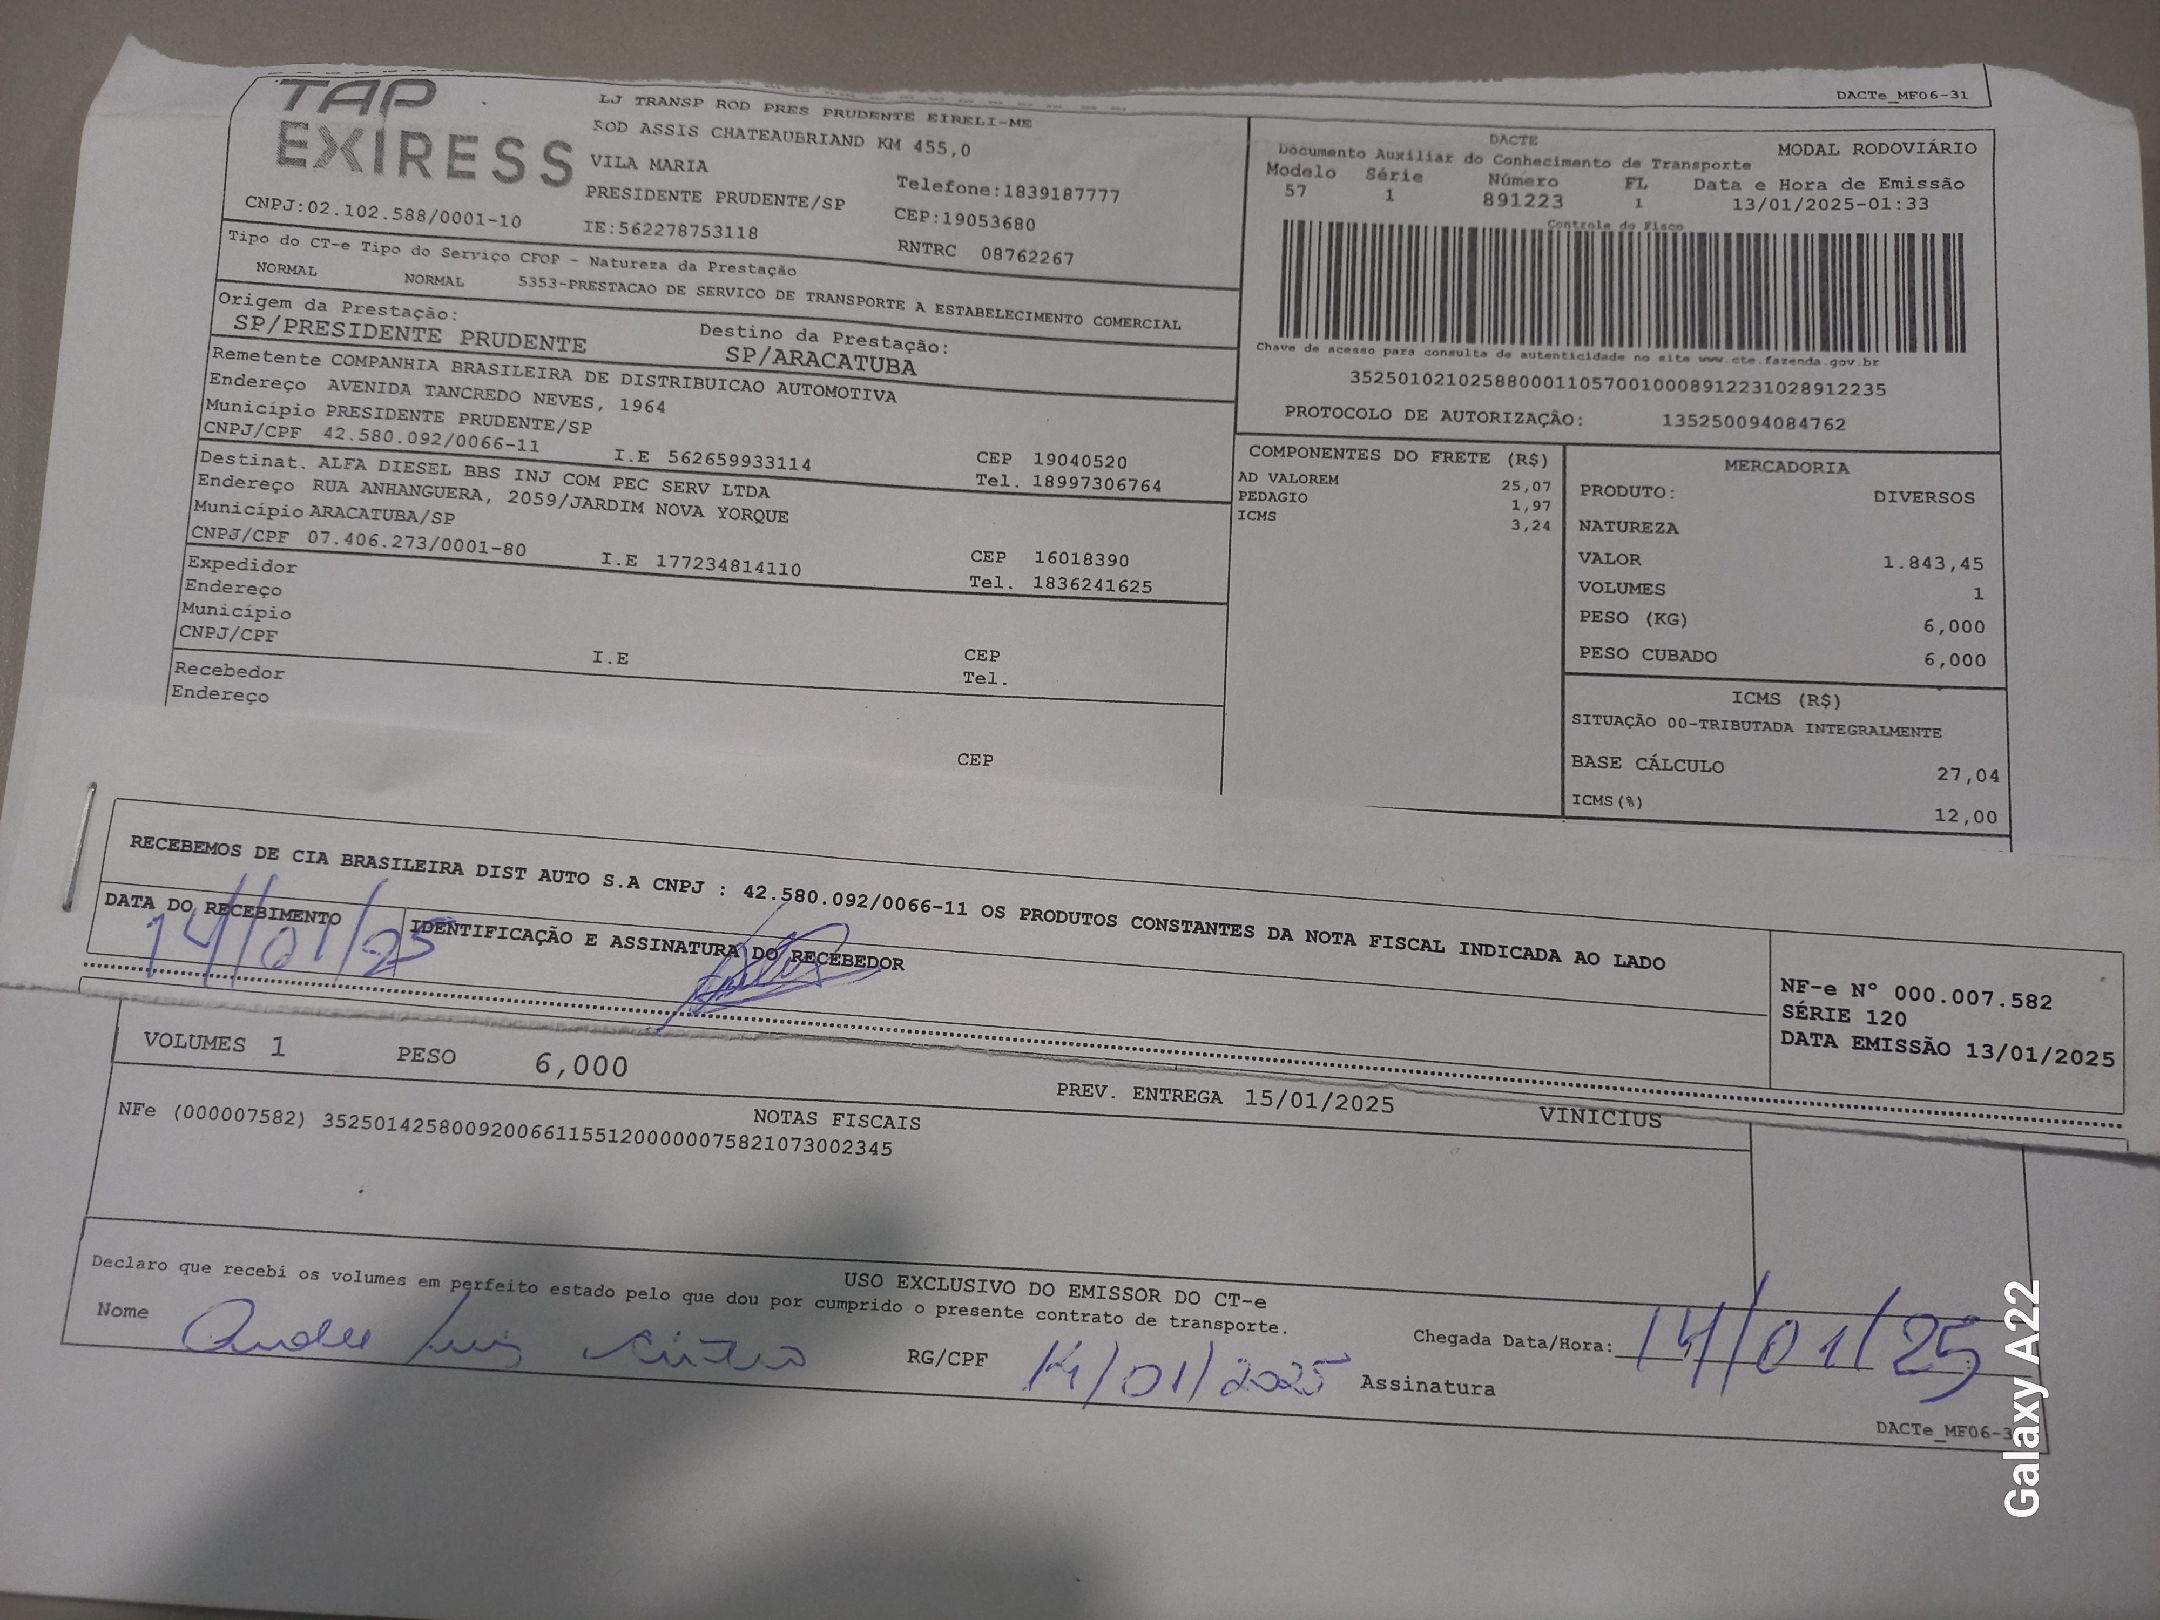 DACTe_MF06-31
TAP
EXIRESS
LJ TRANSP ROD PRES PRUDENTE EIRELI-ME
ROD ASSIS CHATEAUBRIAND KM 455,0
VILA MARIA
PRESIDENTE PRUDENTE/SP
Telefone:1839187777
CEP:19053680
CNPJ:02.102.588/0001-10
IE:562278753118
RNTRC 08762267
DACTE
MODAL RODOVIÁRIO
Documento Auxiliar do Conhecimento de Transporte
Modelo Série Número FL Data e Hora de Emissão
57 1 891223 1 13/01/2025-01:33
Controle do Fisco
Chave de acesso para consulta de autenticidade no site www.cte.fazenda.gov.br
35250102102588000110570010008912231028912235
PROTOCOLO DE AUTORIZAÇÃO: 135250094084762
Tipo do CT-e Tipo do Serviço CFOP - Natureza da Prestação
NORMAL NORMAL 5353-PRESTACAO DE SERVICO DE TRANSPORTE A ESTABELECIMENTO COMERCIAL
Origem da Prestação: Destino da Prestação:
SP/PRESIDENTE PRUDENTE SP/ARACATUBA
Remetente COMPANHIA BRASILEIRA DE DISTRIBUICAO AUTOMOTIVA
Endereço AVENIDA TANCREDO NEVES, 1964
Município PRESIDENTE PRUDENTE/SP CEP 19040520
CNPJ/CPF 42.580.092/0066-11 I.E 562659933114 Tel. 18997306764
Destinat. ALFA DIESEL BBS INJ COM PEC SERV LTDA
Endereço RUA ANHANGUERA, 2059/JARDIM NOVA YORQUE
Município ARACATUBA/SP CEP 16018390
CNPJ/CPF 07.406.273/0001-80 I.E 177234814110 Tel. 1836241625
Expedidor
Endereço
Município CEP
CNPJ/CPF I.E Tel.
Recebedor
Endereço
CEP
COMPONENTES DO FRETE (R$)
AD VALOREM 25,07
PEDAGIO 1,97
ICMS 3,24
MERCADORIA
PRODUTO: DIVERSOS
NATUREZA
VALOR 1.843,45
VOLUMES 1
PESO (KG) 6,000
PESO CUBADO 6,000
ICMS (R$)
SITUAÇÃO 00-TRIBUTADA INTEGRALMENTE
BASE CÁLCULO 27,04
ICMS(%) 12,00
RECEBEMOS DE CIA BRASILEIRA DIST AUTO S.A CNPJ : 42.580.092/0066-11 OS PRODUTOS CONSTANTES DA NOTA FISCAL INDICADA AO LADO
DATA DO RECEBIMENTO IDENTIFICAÇÃO E ASSINATURA DO RECEBEDOR
14/01/25
NF-e Nº 000.007.582
SÉRIE 120
DATA EMISSÃO 13/01/2025
VOLUMES 1 PESO 6,000 PREV. ENTREGA 15/01/2025 VINICIUS
NOTAS FISCAIS
NFe (000007582) 35250142580092006611551200000075821073002345
USO EXCLUSIVO DO EMISSOR DO CT-e
Declaro que recebi os volumes em perfeito estado pelo que dou por cumprido o presente contrato de transporte.
Nome RG/CPF 14/01/2025 Assinatura
Chegada Data/Hora: 14/01/25
DACTe_MF06-3
Galaxy A22